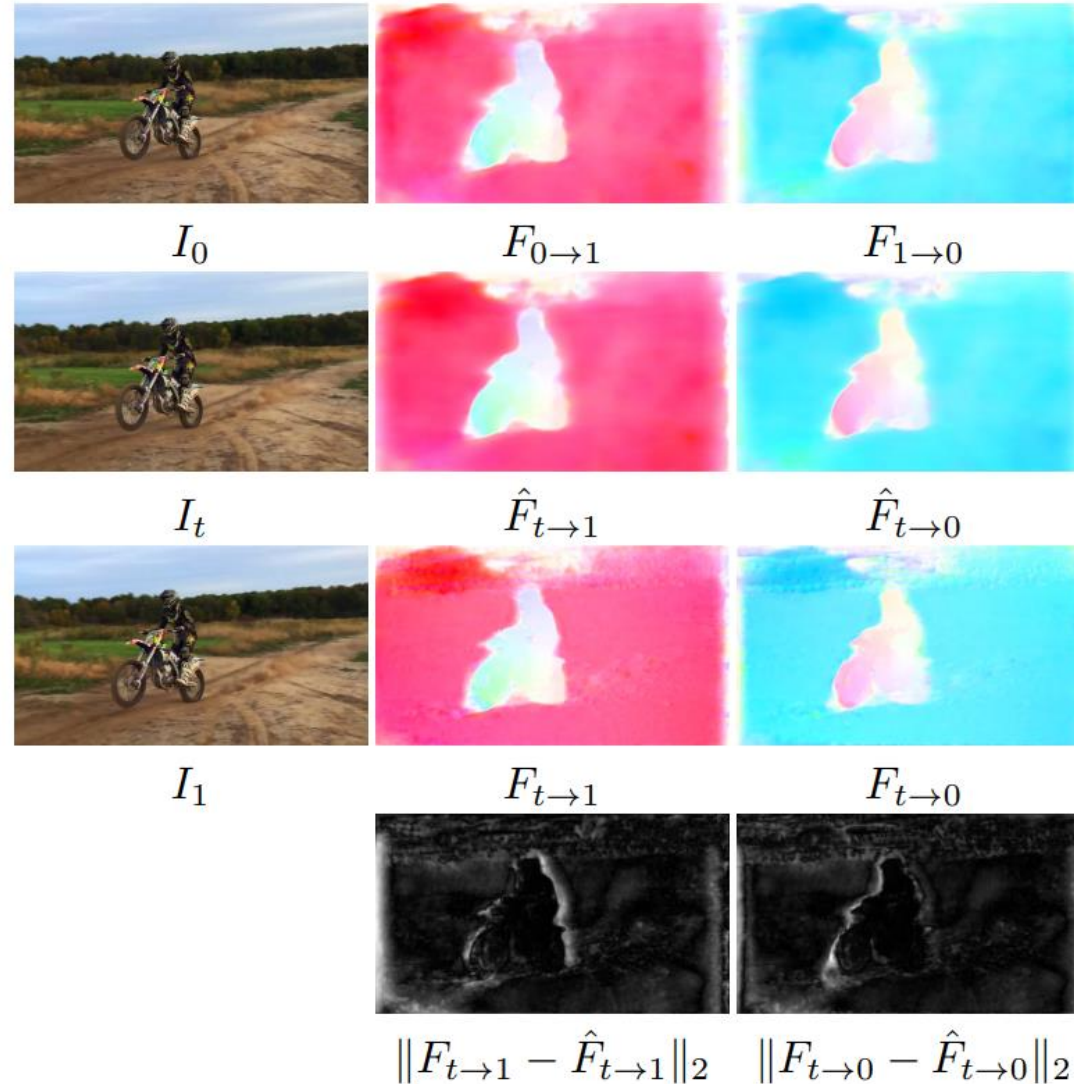 I_0 F_{0→1} F_{1→0}
I_t \hat{F}_{t→1} \hat{F}_{t→0}
I_1 F_{t→1} F_{t→0}
∥F_{t→1} − \hat{F}_{t→1}∥_2 ∥F_{t→0} − \hat{F}_{t→0}∥_2